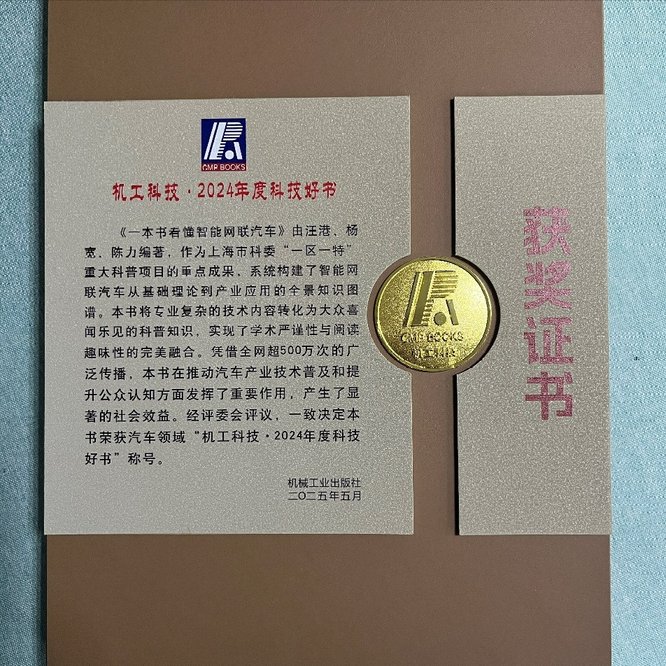 CMP BOOKS
机工科技·2024年度科技好书
《一本书看懂智能网联汽车》由汪港、杨
宽、陈力编著，作为上海市科委“一区一特”
重大科普项目的重点成果，系统构建了智能网
联汽车从基础理论到产业应用的全景知识图
谱。本书将专业复杂的技术内容转化为大众喜
闻乐见的科普知识，实现了学术严谨性与阅读
趣味性的完美融合。凭借全网超500万次的广
泛传播，本书在推动汽车产业技术普及和提
升公众认知方面发挥了重要作用，产生了显
著的社会效益。经评委会评议，一致决定本
书荣获汽车领域“机工科技·2024年度科技
好书”称号。
机械工业出版社
二〇二五年五月
CMP BOOKS
机工科技
获奖证书